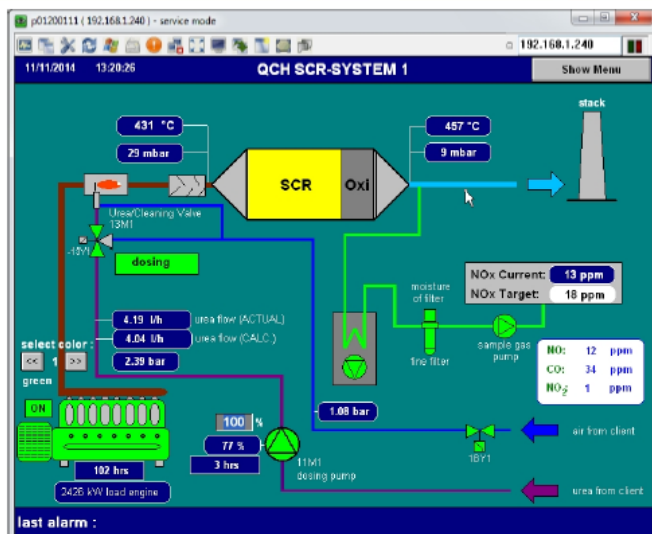 p01200111 ( 192.168.1.240 ) - service mode
192.168.1.240
11/11/2014 13:20:26 QCH SCR-SYSTEM 1 Show Menu
stack
431 °C
457 °C
29 mbar
9 mbar
SCR Oxi
Urea/Cleaning Valve
13M1
dosing
NOx Current: 13 ppm
NOx Target: 18 ppm
moisture
of filter
fine filter
sample gas
pump
4.19 l/h urea flow (ACTUAL)
4.04 l/h urea flow (CALC.)
2.39 bar
select color :
<< 1 >>
green
NO: 12 ppm
CO: 34 ppm
NO2: 1 ppm
ON
1.08 bar
100 %
77 %
3 hrs
11M1
dosing pump
air from client
102 hrs
2426 kW load engine
urea from client
last alarm :